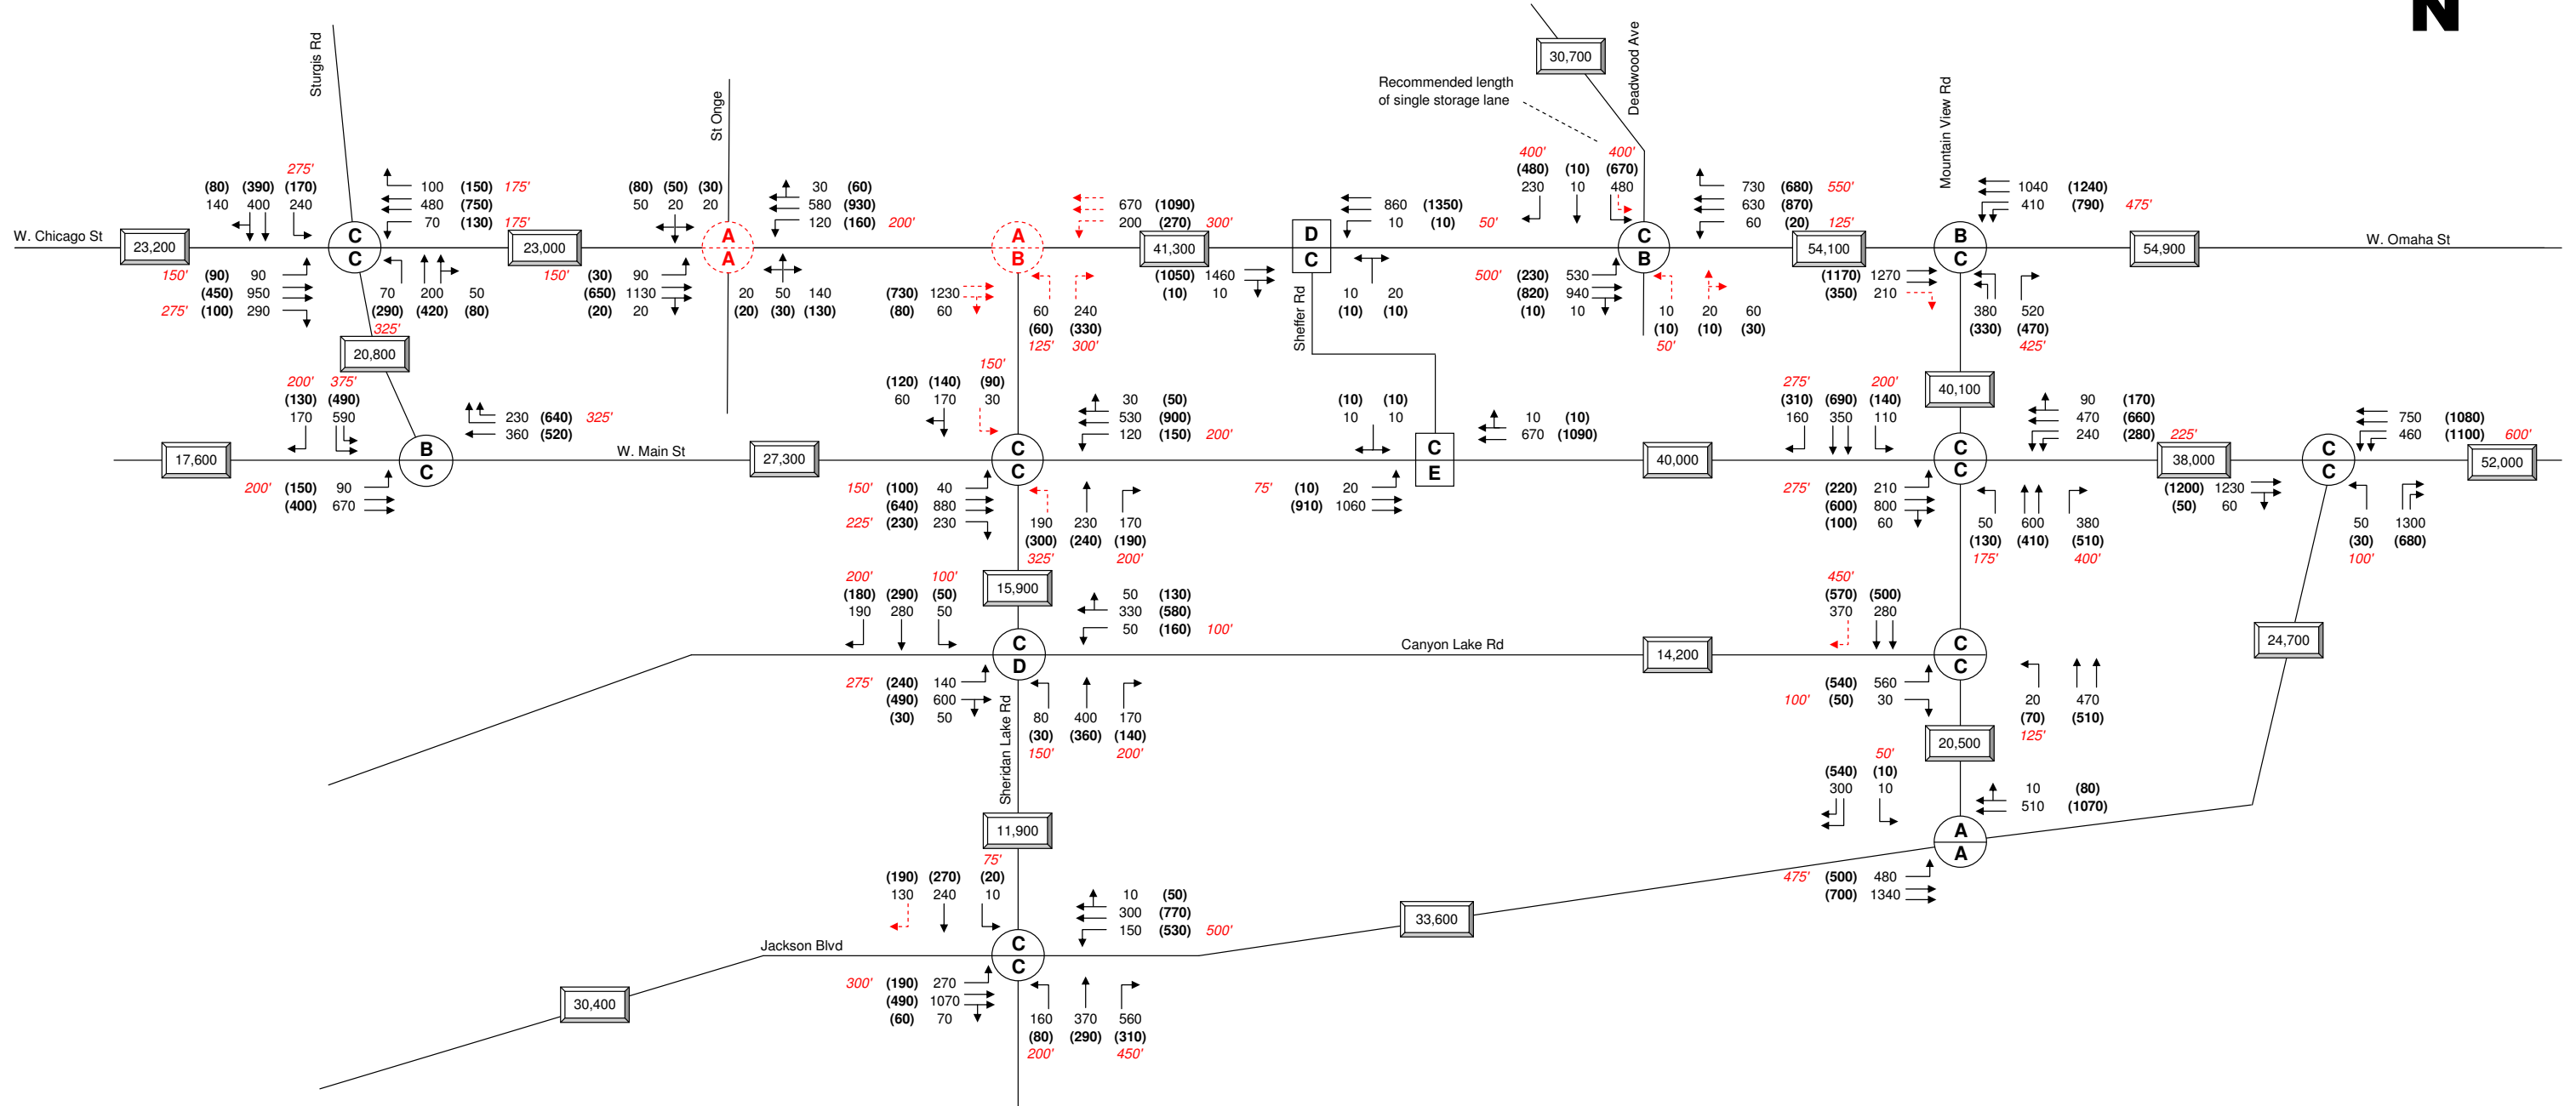 N
30,700
Deadwood Ave
Recommended length
of single storage lane
Sturgis Rd
St Onge
Mountain View Rd
275'
(80) (390) (170)
140 400 240
100 (150) 175'
480 (750)
70 (130) 175'
(80) (50) (30)
50 20 20
30 (60)
580 (930)
120 (160) 200'
670 (1090)
200 (270) 300'
860 (1350)
10 (10) 50'
400' 400'
(480) (10) (670)
230 10 480
730 (680) 550'
630 (870)
60 (20) 125'
1040 (1240)
410 (790) 475'
W. Chicago St
23,200
C
C
23,000
A
A
A
B
41,300
D
C
C
B
54,100
B
C
54,900
W. Omaha St
150' (90) 90
(450) 950
275' (100) 290
70 200 50
(290) (420) (80)
325'
150' (30) 90
(650) 1130
(20) 20
20 50 140
(20) (30) (130)
(730) 1230
(80) 60
60 240
(60) (330)
125' 300'
(1050) 1460
(10) 10
Sheffer Rd
10 20
(10) (10)
500' (230) 530
(820) 940
(10) 10
10 20 60
(10) (10) (30)
50'
(1170) 1270
(350) 210
380 520
(330) (470)
425'
20,800
200' 375'
(130) (490)
170 590
230 (640) 325'
360 (520)
150'
(120) (140) (90)
60 170 30
30 (50)
530 (900)
120 (150) 200'
(10) (10)
10 10
10 (10)
670 (1090)
40,100
275' 200'
(310) (690) (140)
160 350 110
90 (170)
470 (660)
240 (280) 225'
750 (1080)
460 (1100) 600'
17,600
B
C
W. Main St
27,300
C
C
C
E
40,000
C
C
38,000
C
C
52,000
200' (150) 90
(400) 670
150' (100) 40
(640) 880
225' (230) 230
190 230 170
(300) (240) (190)
325' 200'
75' (10) 20
(910) 1060
275' (220) 210
(600) 800
(100) 60
50 600 380
(130) (410) (510)
175' 400'
(1200) 1230
(50) 60
50 1300
(30) (680)
100'
15,900
200' 100'
(180) (290) (50)
190 280 50
50 (130)
330 (580)
50 (160) 100'
450'
(570) (500)
370 280
C
D
Canyon Lake Rd
14,200
C
C
24,700
275' (240) 140
(490) 600
(30) 50
80 400 170
(30) (360) (140)
150' 200'
Sheridan Lake Rd
(540) 560
100' (50) 30
20 470
(70) (510)
125'
20,500
50'
(540) (10)
300 10
10 (80)
510 (1070)
11,900
A
A
75'
(190) (270) (20)
130 240 10
10 (50)
300 (770)
150 (530) 500'
475' (500) 480
(700) 1340
33,600
Jackson Blvd
C
C
30,400
300' (190) 270
(490) 1070
(60) 70
160 370 560
(80) (290) (310)
200' 450'